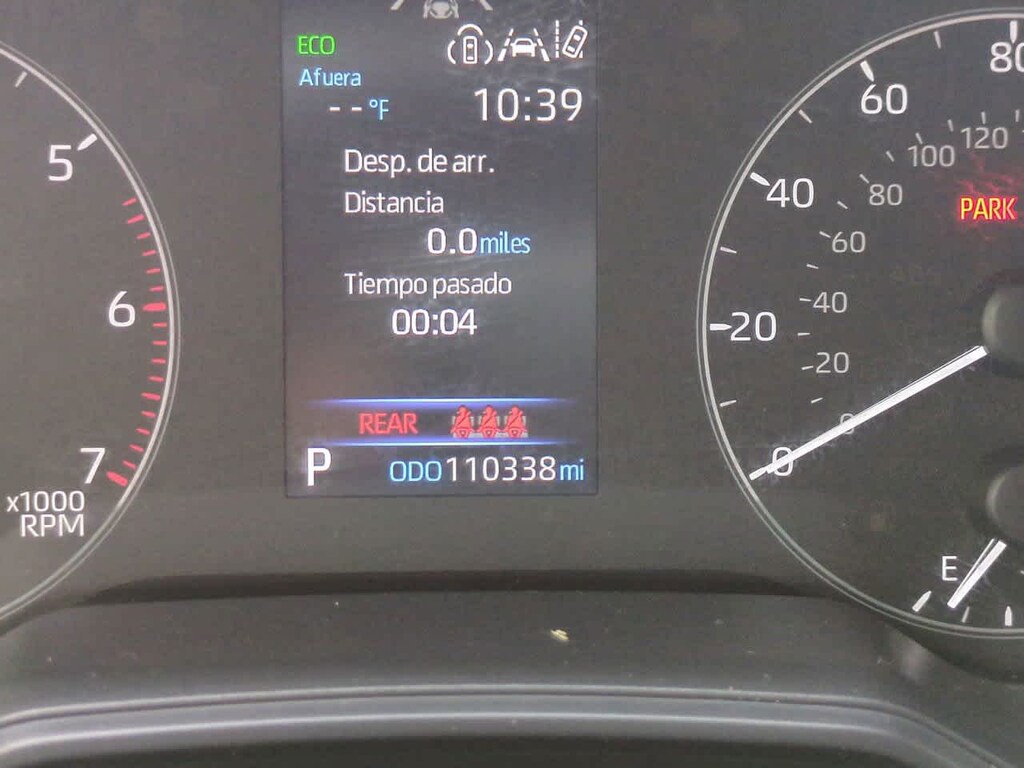 ECO
Afuera
--°F
10:39
Desp. de arr.
Distancia
0.0 miles
Tiempo pasado
00:04
REAR
P
ODO 110338 mi
5
6
7
x1000
RPM
0
20
40
60
80
0
20
40
60
80
100
120
PARK
E